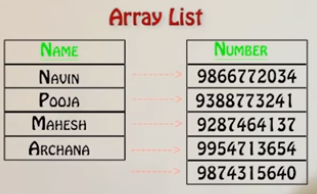 Array List
Name Number
Navin 9866772034
Pooja 9388773241
Mahesh 9287464137
Archana 9954713654
9874315640